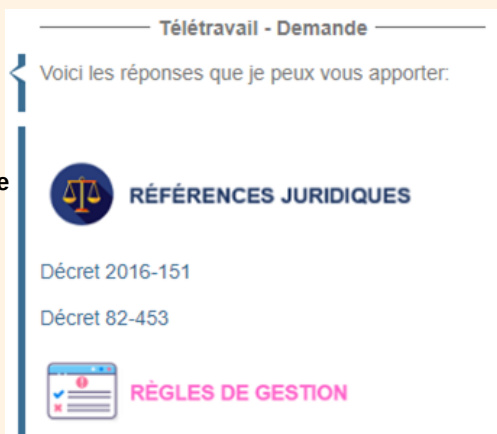 Télétravail - Demande
Voici les réponses que je peux vous apporter:
e
RÉFÉRENCES JURIDIQUES
Décret 2016-151
Décret 82-453
RÈGLES DE GESTION